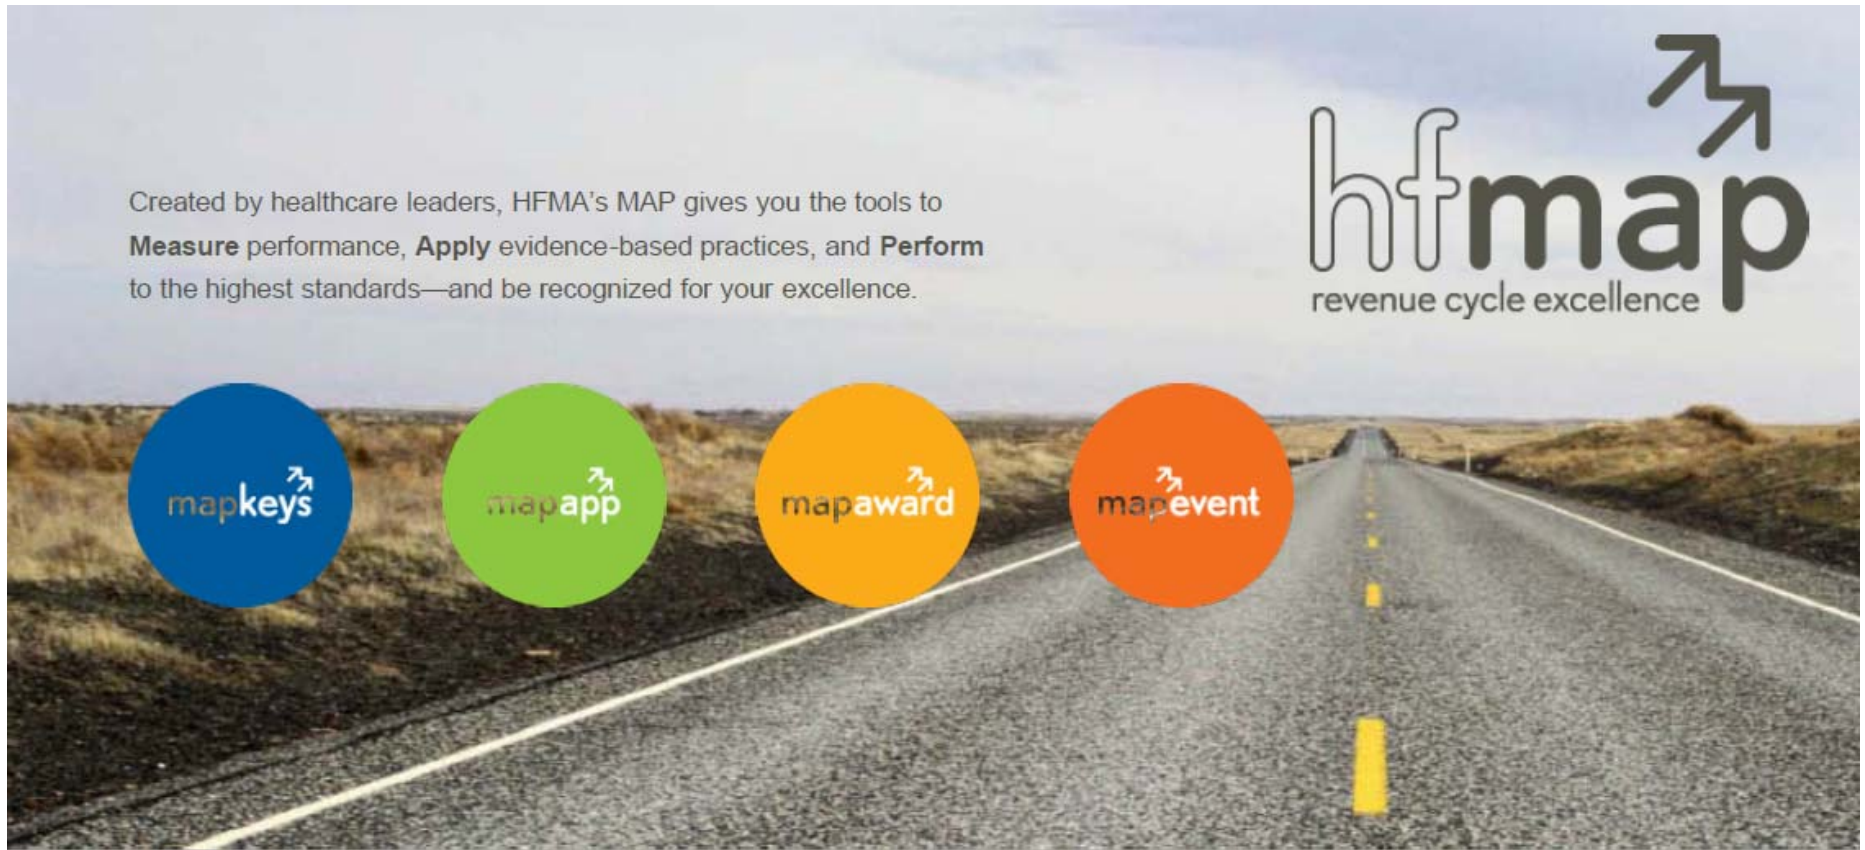 Created by healthcare leaders, HFMA's MAP gives you the tools to
Measure performance, Apply evidence-based practices, and Perform
to the highest standards—and be recognized for your excellence.
hfmap
revenue cycle excellence
mapkeys
mapapp
mapaward
mapevent